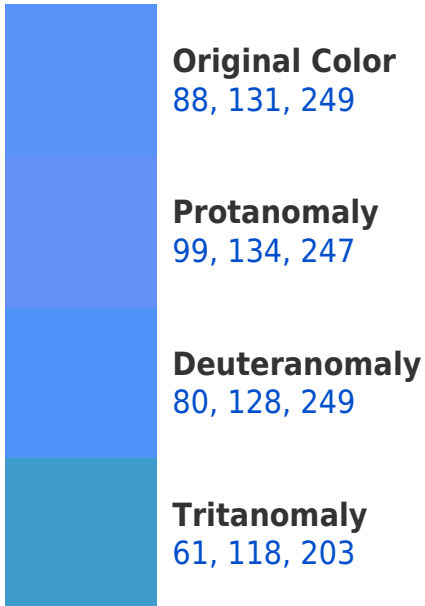 Original Color
88, 131, 249
Protanomaly
99, 134, 247
Deuteranomaly
80, 128, 249
Tritanomaly
61, 118, 203